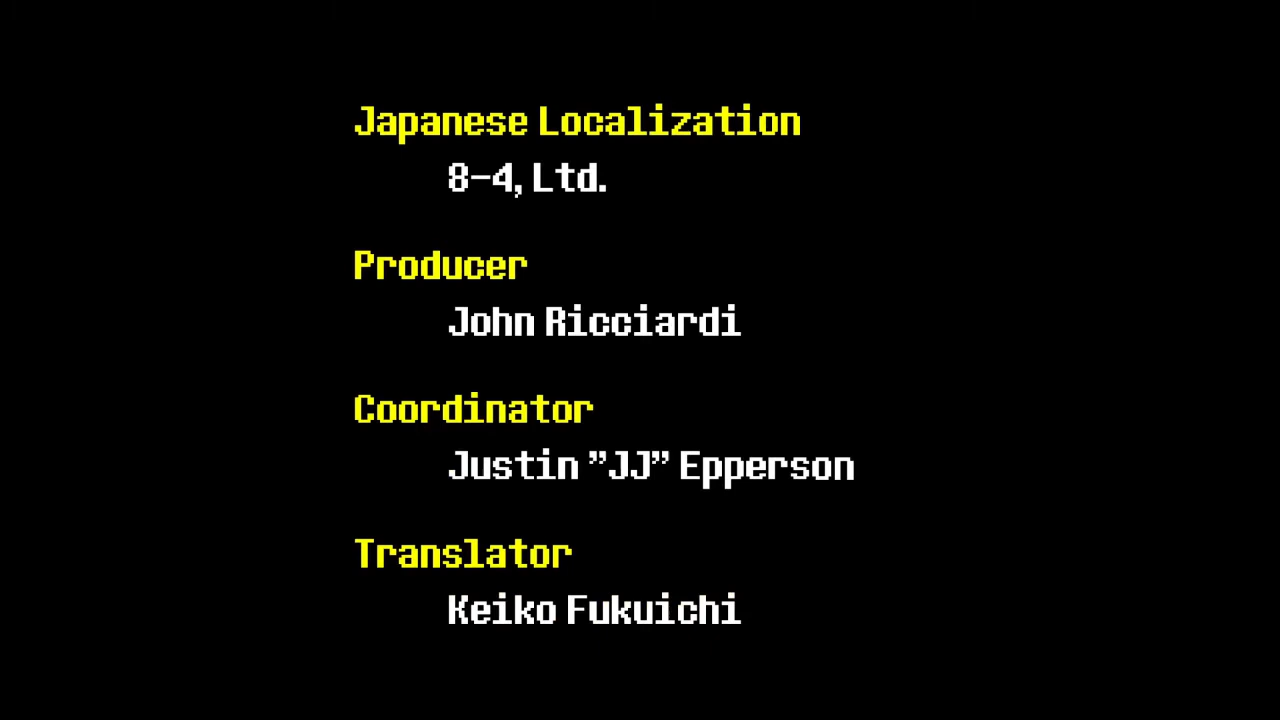 Japanese Localization
8-4, Ltd.
Producer
John Ricciardi
Coordinator
Justin ”JJ” Epperson
Translator
Keiko Fukuichi